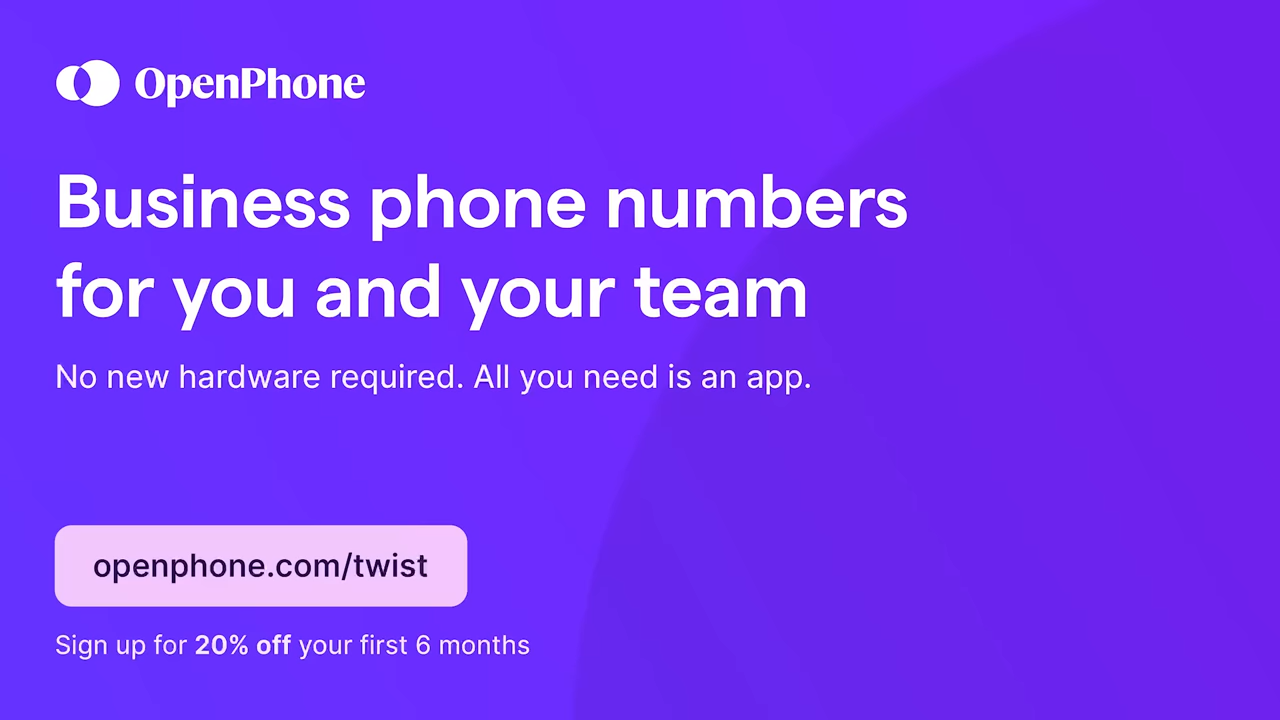 OpenPhone
Business phone numbers
for you and your team
No new hardware required. All you need is an app.
openphone.com/twist
Sign up for 20% off your first 6 months